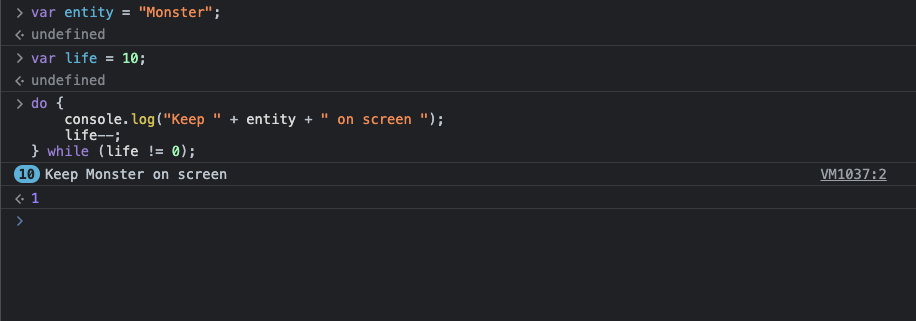 > var entity = "Monster";
<· undefined
> var life = 10;
<· undefined
> do {
    console.log("Keep " + entity + " on screen ");
    life--;
} while (life != 0);
10 Keep Monster on screen VM1037:2
<· 1
>